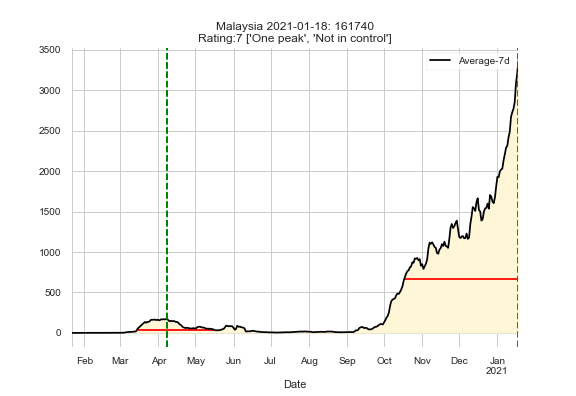 Malaysia 2021-01-18: 161740
Rating:7 ['One peak', 'Not in control']
Average-7d
3500
3000
2500
2000
1500
1000
500
0
Feb Mar Apr May Jun Jul Aug Sep Oct Nov Dec Jan
2021
Date